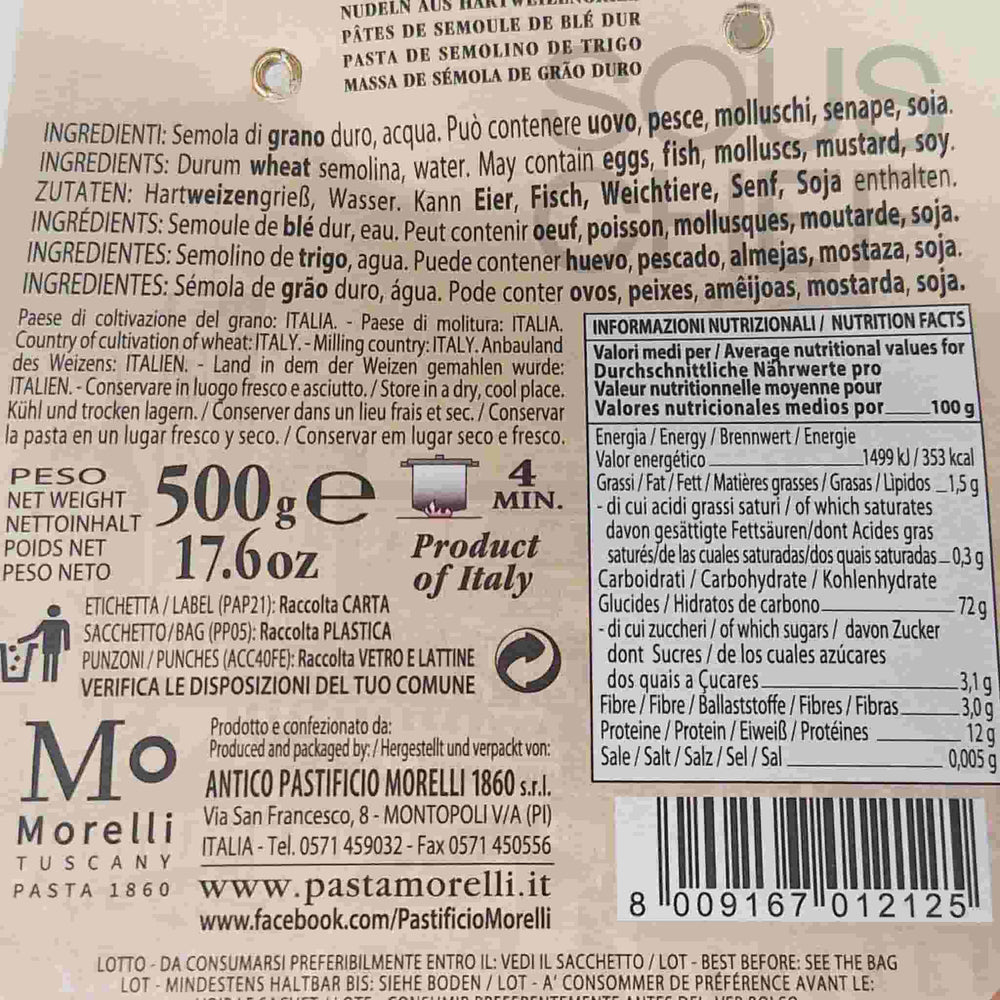 NUDELN AUS
PÂTES DE SEMOULE DE BLÉ DUR
PASTA DE SEMOLINO DE TRIGO
MASSA DE SÉMOLA DE GRÃO DURO
SOUS
INGREDIENTI: Semola di grano duro, acqua. Può contenere uovo, pesce, molluschi, senape, soia.
INGREDIENTS: Durum wheat semolina, water. May contain eggs, fish, molluscs, mustard, soy.
ZUTATEN: Hartweizengrieß, Wasser. Kann Eier, Fisch, Weichtiere, Senf, Soja enthalten.
INGRÉDIENTS: Semoule de blé dur, eau. Peut contenir oeuf, poisson, mollusques, moutarde, soja.
INGREDIENTES: Semolino de trigo, agua. Puede contener huevo, pescado, almejas, mostaza, soja.
INGREDIENTES: Sémola de grão duro, água. Pode conter ovos, peixes, amêijoas, mostarda, soja.
Paese di coltivazione del grano: ITALIA. - Paese di molitura: ITALIA.
Country of cultivation of wheat: ITALY. - Milling country: ITALY. Anbauland
des Weizens: ITALIEN. - Land in dem der Weizen gemahlen wurde:
ITALIEN. - Conservare in luogo fresco e asciutto. / Store in a dry, cool place.
Kühl und trocken lagern. / Conserver dans un lieu frais et sec. / Conservar
la pasta en un lugar fresco y seco. / Conservar em lugar seco e fresco.
PESO
NET WEIGHT
NETTOINHALT
POIDS NET
PESO NETO
500g e
17.6 oz
4
MIN.
Product
of Italy
ETICHETTA / LABEL (PAP21): Raccolta CARTA
SACCHETTO/BAG (PP05): Raccolta PLASTICA
PUNZONI / PUNCHES (ACC40FE): Raccolta VETRO E LATTINE
VERIFICA LE DISPOSIZIONI DEL TUO COMUNE
Mo
Morelli
TUSCANY
PASTA 1860
Prodotto e confezionato da:
Produced and packaged by: / Hergestellt und verpackt von:
ANTICO PASTIFICIO MORELLI 1860 s.r.l.
Via San Francesco, 8 - MONTOPOLI V/A (PI)
ITALIA - Tel. 0571 459032 - Fax 0571 450556
www.pastamorelli.it
www.facebook.com/PastificioMorelli
INFORMAZIONI NUTRIZIONALI / NUTRITION FACTS
Valori medi per / Average nutritional values for
Durchschnittliche Nährwerte pro
Valeur nutritionnelle moyenne pour
Valores nutricionales medios por 100 g
Energia / Energy / Brennwert / Energie
Valor energético 1499 kJ / 353 kcal
Grassi / Fat / Fett / Matières grasses / Grasas / Lipidos 1,5 g
- di cui acidi grassi saturi / of which saturates
davon gesättigte Fettsäuren/dont Acides gras
saturés/de las cuales saturadas/dos quais saturadas 0,3 g
Carboidrati / Carbohydrate / Kohlenhydrate
Glucides / Hidratos de carbono 72 g
- di cui zuccheri / of which sugars / davon Zucker
dont Sucres / de los cuales azúcares
dos quais a Çucares 3,1 g
Fibre / Fibre / Ballaststoffe / Fibres / Fibras 3,0 g
Proteine / Protein / Eiweiß / Protéines 12 g
Sale / Salt / Salz / Sel / Sal 0,005 g
8 009167 012125
LOTTO - DA CONSUMARSI PREFERIBILMENTE ENTRO IL: VEDI IL SACCHETTO / LOT - BEST BEFORE: SEE THE BAG
LOT - MINDESTENS HALTBAR BIS: SIEHE BODEN / LOT - A' CONSOMMER DE PRÉFÉRENCE AVANT LE: